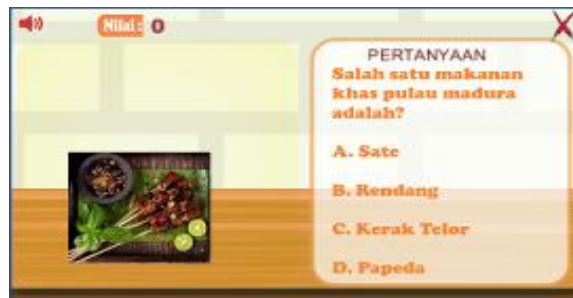 Nilai : 0
PERTANYAAN
Salah satu makanan
khas pulau madura
adalah?
A. Sate
B. Rendang
C. Kerak Telor
D. Papeda